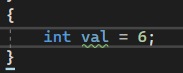 {
int val = 6;
}